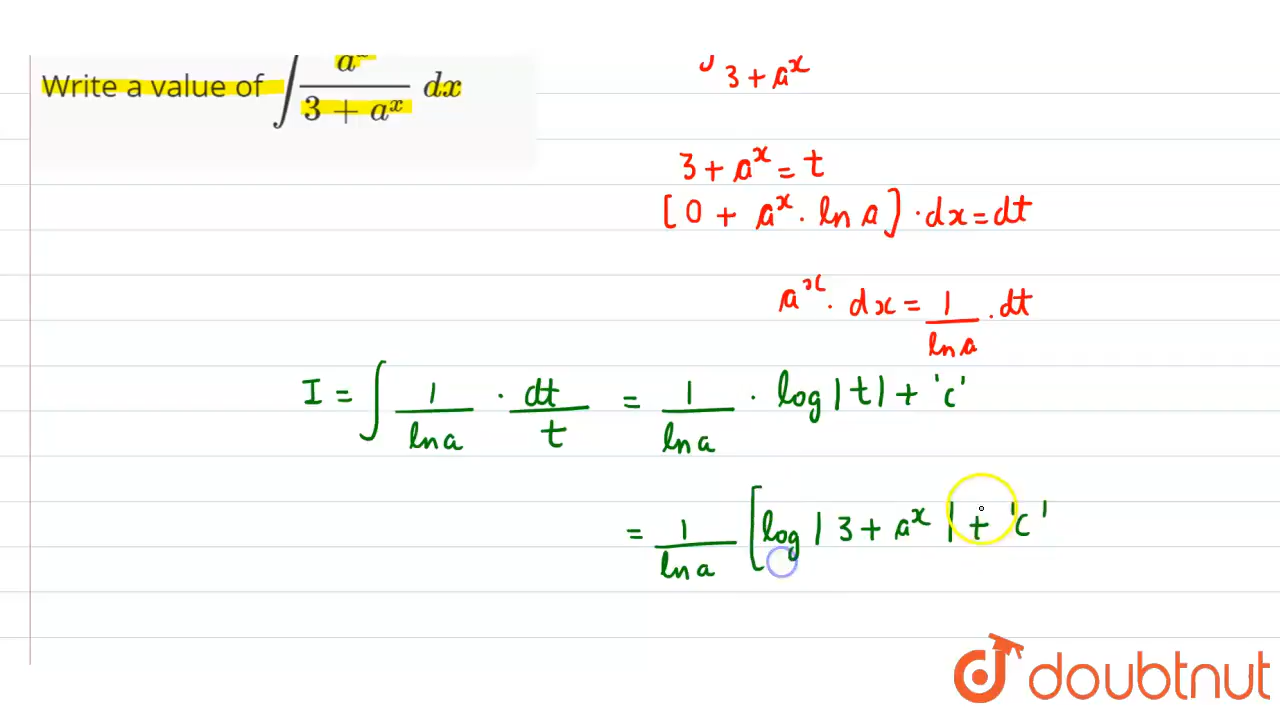 Write a value of ∫ a^x / (3 + a^x) dx
∫ 3 + a^x
3 + a^x = t
[0 + a^x · ln a] · dx = dt
a^x · dx = 1/(ln a) · dt
I = ∫ 1/(ln a) · dt/t = 1/(ln a) · log|t| + 'c'
= 1/(ln a) [log | 3 + a^x | + 'c'
doubtnut